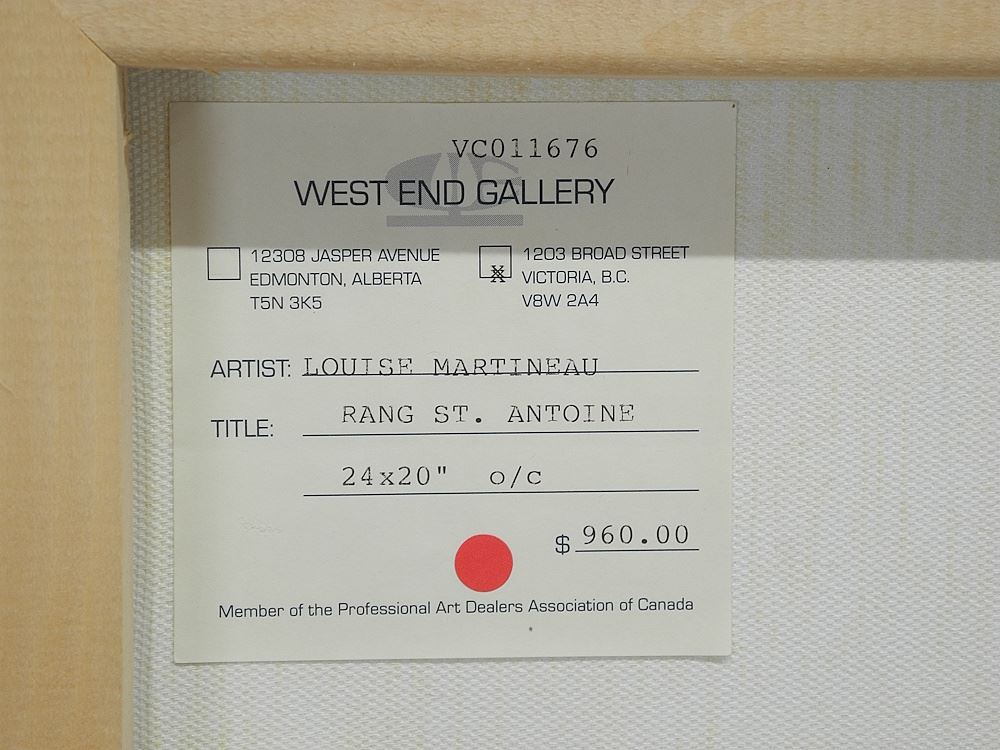 VC011676
WEST END GALLERY
12308 JASPER AVENUE
EDMONTON, ALBERTA
T5N 3K5
X
1203 BROAD STREET
VICTORIA, B.C.
V8W 2A4
ARTIST: LOUISE MARTINEAU
TITLE: RANG ST. ANTOINE
24x20" o/c
$ 960.00
Member of the Professional Art Dealers Association of Canada